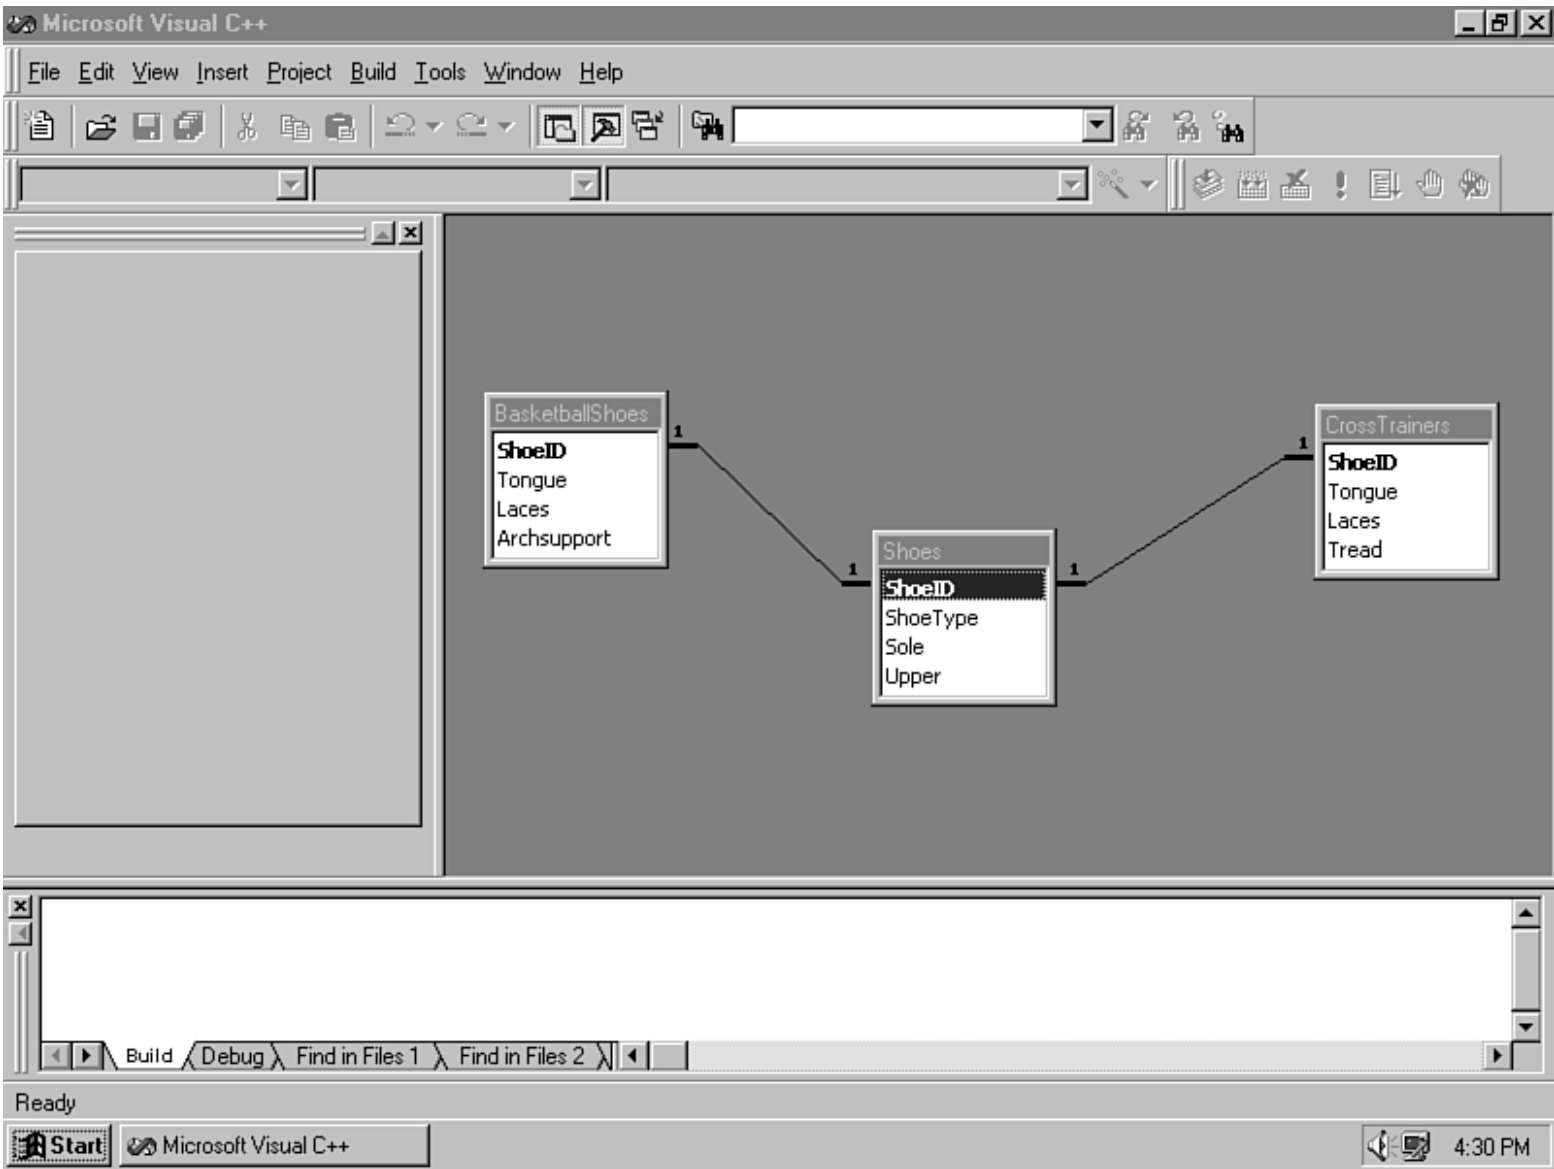 Microsoft Visual C++
File Edit View Insert Project Build Tools Window Help
BasketballShoes
ShoeID
Tongue
Laces
Archsupport
1
1
Shoes
ShoeID
ShoeType
Sole
Upper
1
1
CrossTrainers
ShoeID
Tongue
Laces
Tread
Build Debug Find in Files 1 Find in Files 2
Ready
Start Microsoft Visual C++ 4:30 PM